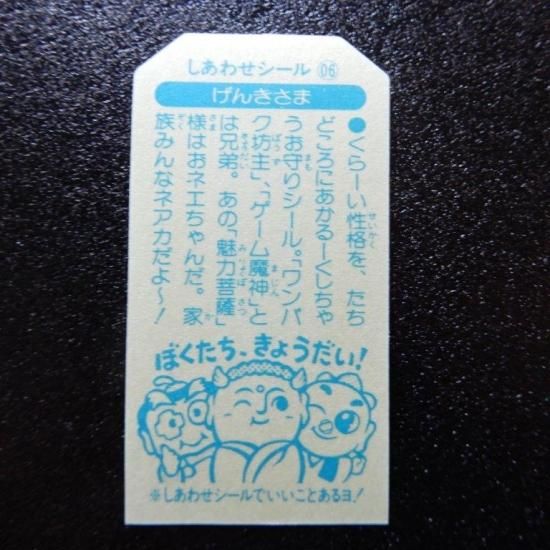 しあわせシール 06
げんきさま
●くらーい性格を、たち
どころにあかるーくしちゃ
うお守りシール。「ワンパ
ク坊主」、「ゲーム魔神」と
は兄弟。あの「魅力菩薩」
様はおネエちゃんだ。家
族みんなネアカだよ～！
ぼくたち、きょうだい！
※しあわせシールでいいことあるヨ！